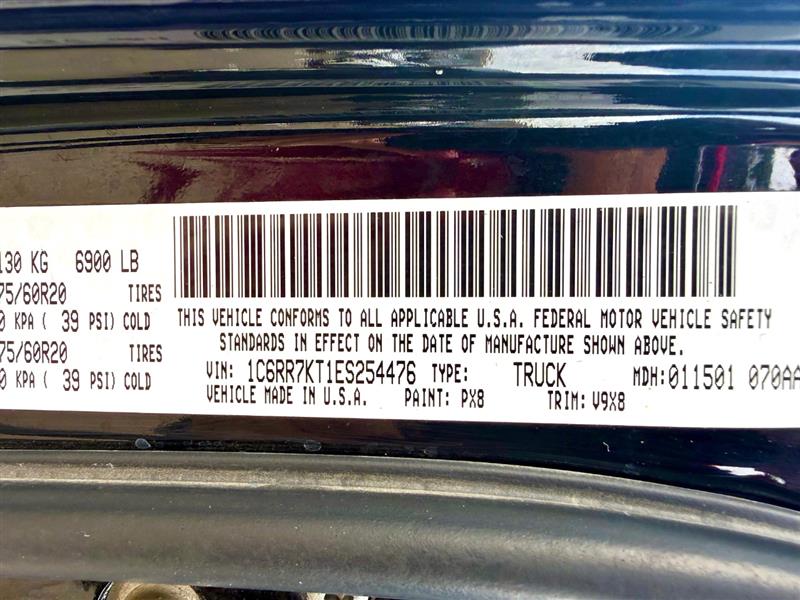 130 KG 6900 LB
75/60R20 TIRES
0 KPA ( 39 PSI) COLD
75/60R20 TIRES
0 KPA ( 39 PSI) COLD
THIS VEHICLE CONFORMS TO ALL APPLICABLE U.S.A. FEDERAL MOTOR VEHICLE SAFETY
STANDARDS IN EFFECT ON THE DATE OF MANUFACTURE SHOWN ABOVE.
VIN: 1C6RR7KT1ES254476 TYPE: TRUCK MDH:011501 070AA
VEHICLE MADE IN U.S.A. PAINT: PX8 TRIM: V9X8